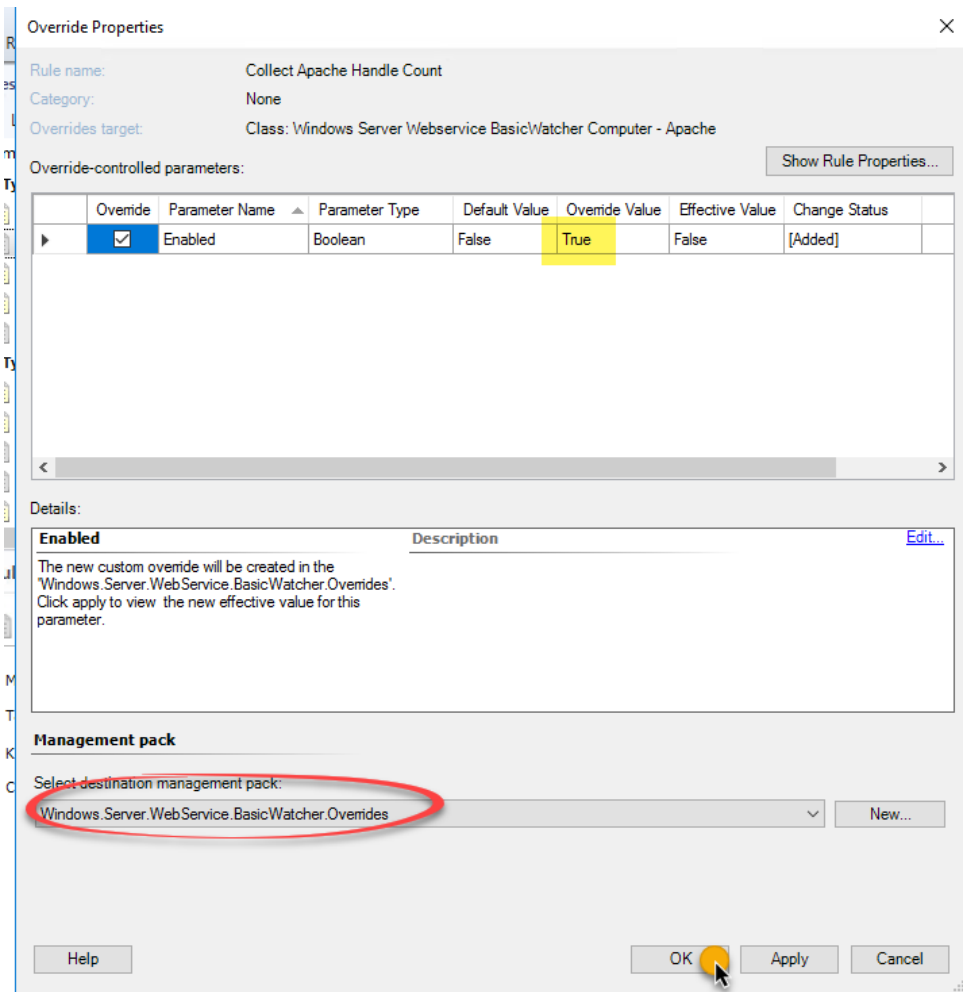 Override Properties
Rule name: Collect Apache Handle Count
Category: None
Overrides target: Class: Windows Server Webservice BasicWatcher Computer - Apache
Override-controlled parameters: Show Rule Properties...
Override Parameter Name Parameter Type Default Value Override Value Effective Value Change Status
Enabled Boolean False True False [Added]
Details:
Enabled Description Edit...
The new custom override will be created in the
'Windows.Server.WebService.BasicWatcher.Overrides'.
Click apply to view the new effective value for this
parameter.
Management pack
Select destination management pack:
Windows.Server.WebService.BasicWatcher.Overrides New...
Help OK Apply Cancel